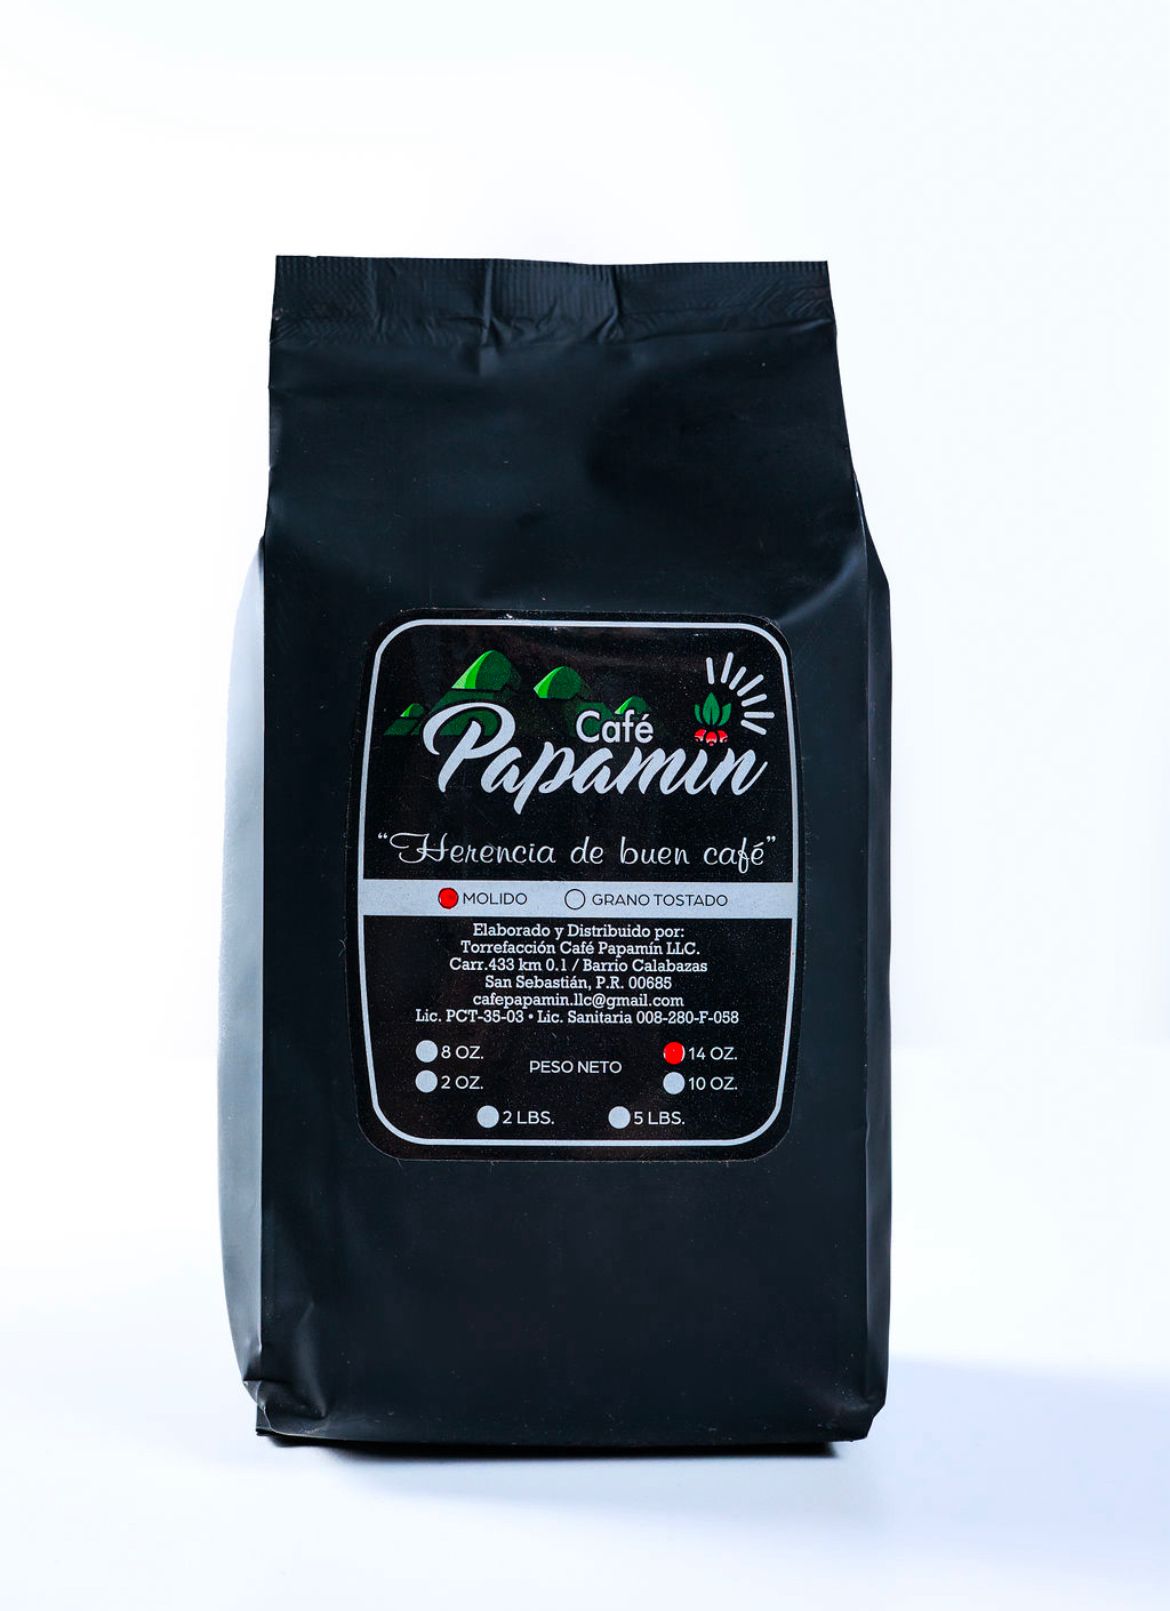 Café
Papamin
"Herencia de buen café"
MOLIDO GRANO TOSTADO
Elaborado y Distribuido por:
Torrefacción Café Papamín LLC.
Carr.433 km 0.1 / Barrio Calabazas
San Sebastián, P.R. 00685
cafepapamin.llc@gmail.com
Lic. PCT-35-03 • Lic. Sanitaria 008-280-F-058
8 OZ. PESO NETO 14 OZ.
2 OZ. 10 OZ.
2 LBS. 5 LBS.